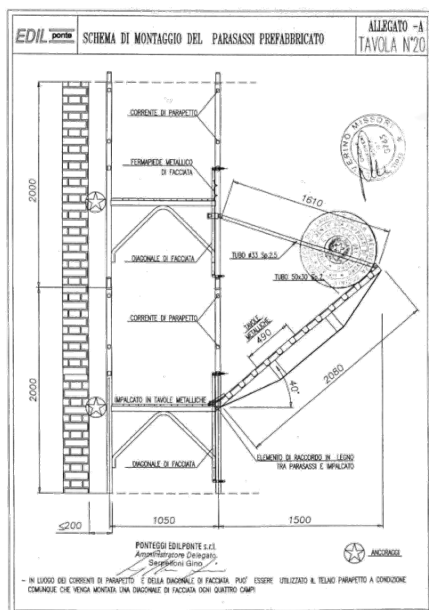 EDIL ponte
SCHEMA DI MONTAGGIO DEL PARASASSI PREFABBRICATO
ALLEGATO -A
TAVOLA N°20
CORRENTE DI PARAPETTO
FERMAPIEDE METALLICO
DI FACCIATA
2000
1610
DIAGONALE DI FACCIATA
TUBO ø33 Sp.2,5
TUBO 50x30 Sp.2
CORRENTE DI PARAPETTO
TAVOLE
METALLICHE
490
2080
2000
IMPALCATO IN TAVOLE METALLICHE
40°
ELEMENTO DI RACCORDO IN LEGNO
TRA PARASASSI E IMPALCATO
DIAGONALE DI FACCIATA
≤200
1050
1500
PONTEGGI EDILPONTE s.r.l.
Amministratore Delegato
Gino
ANCORAGGI
- IN LUOGO DEI CORRENTI DI PARAPETTO E DELLA DIAGONALE DI FACCIATA PUO' ESSERE UTILIZZATO IL TELAIO PARAPETTO A CONDIZIONE
COMUNQUE CHE VENGA MONTATA UNA DIAGONALE DI FACCIATA OGNI QUATTRO CAMPI